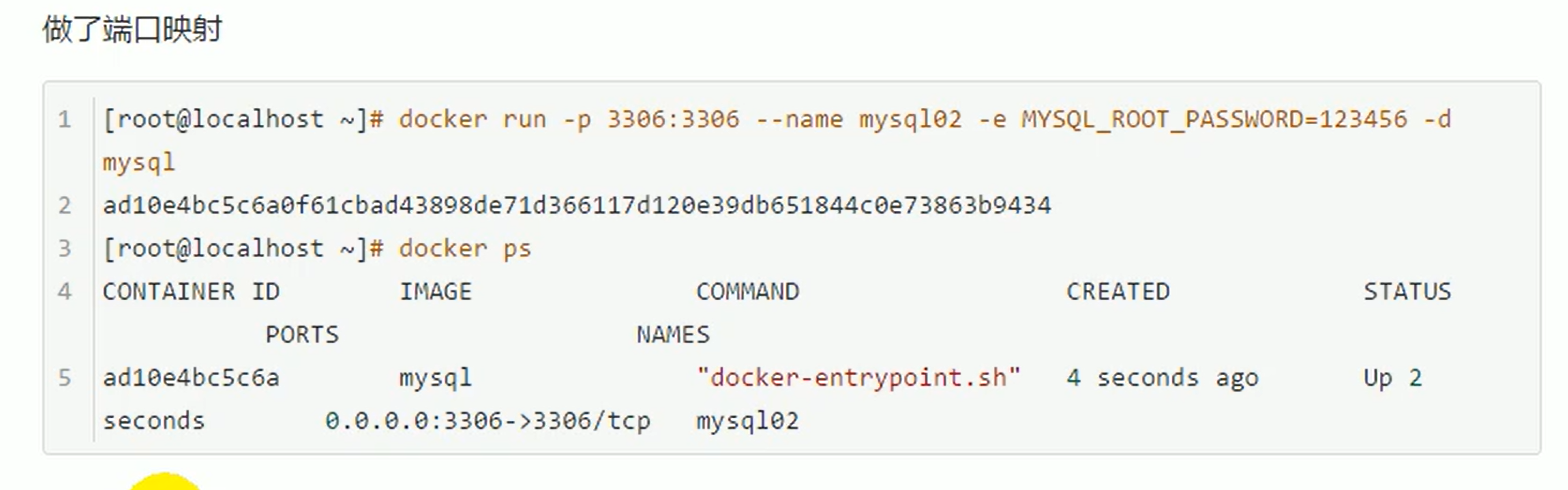 做了端口映射
1 [root@localhost ~]# docker run -p 3306:3306 --name mysql02 -e MYSQL_ROOT_PASSWORD=123456 -d
mysql
2 ad10e4bc5c6a0f61cbad43898de71d366117d120e39db651844c0e73863b9434
3 [root@localhost ~]# docker ps
4 CONTAINER ID IMAGE COMMAND CREATED STATUS
PORTS NAMES
5 ad10e4bc5c6a mysql "docker-entrypoint.sh" 4 seconds ago Up 2
seconds 0.0.0.0:3306->3306/tcp mysql02